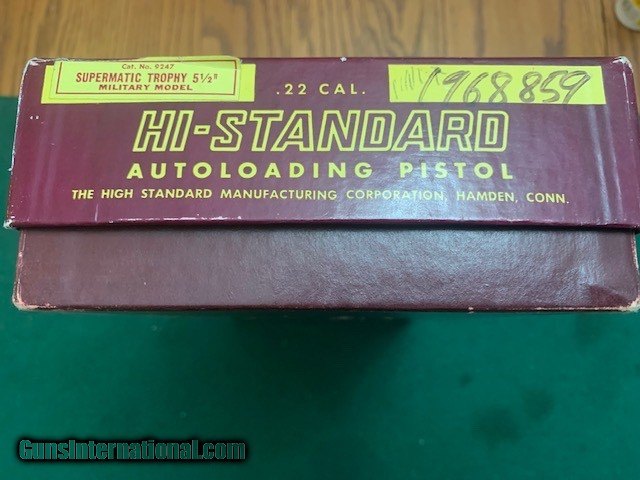 Cat. No. 9247
SUPERMATIC TROPHY 5½"
MILITARY MODEL
.22 CAL.
1968859
HI-STANDARD
AUTOLOADING PISTOL
THE HIGH STANDARD MANUFACTURING CORPORATION, HAMDEN, CONN.
GunsInternational.com